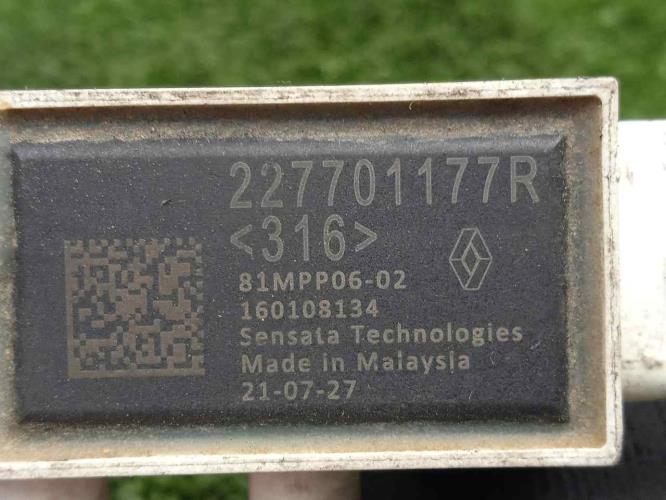 227701177R
<316>
81MPP06-02
160108134
Sensata Technologies
Made in Malaysia
21-07-27